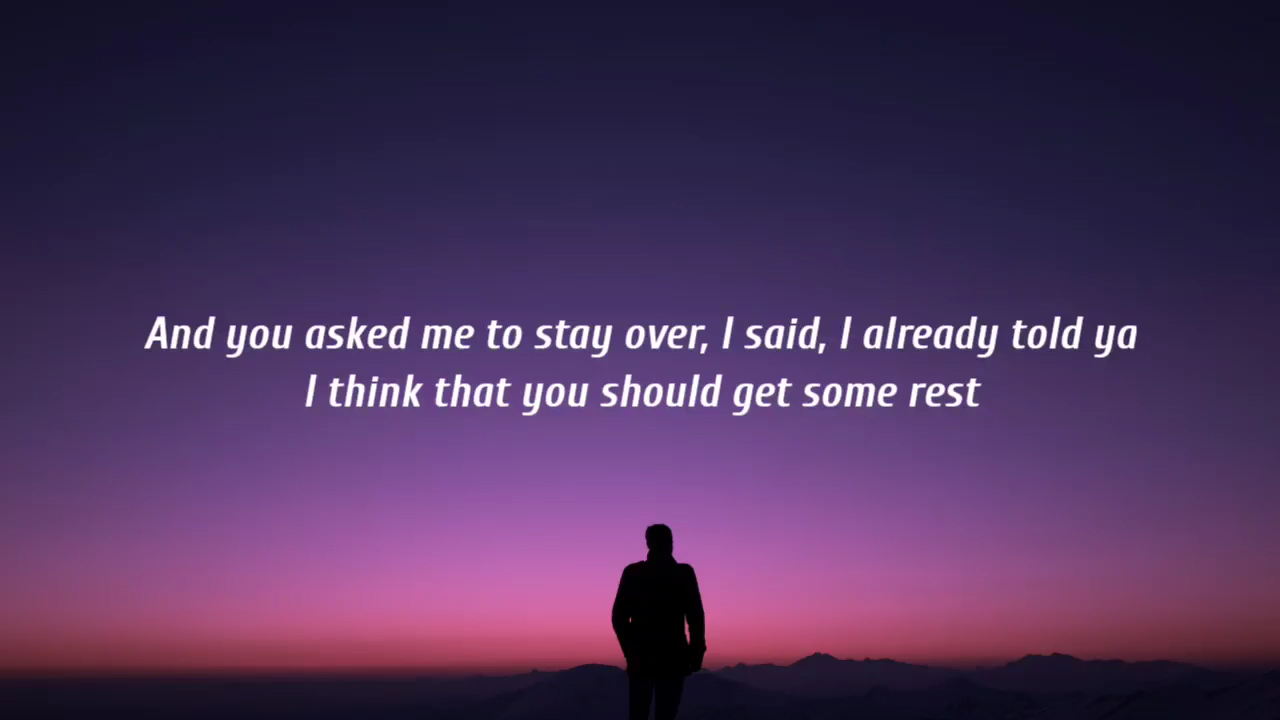 And you asked me to stay over, I said, I already told ya
I think that you should get some rest